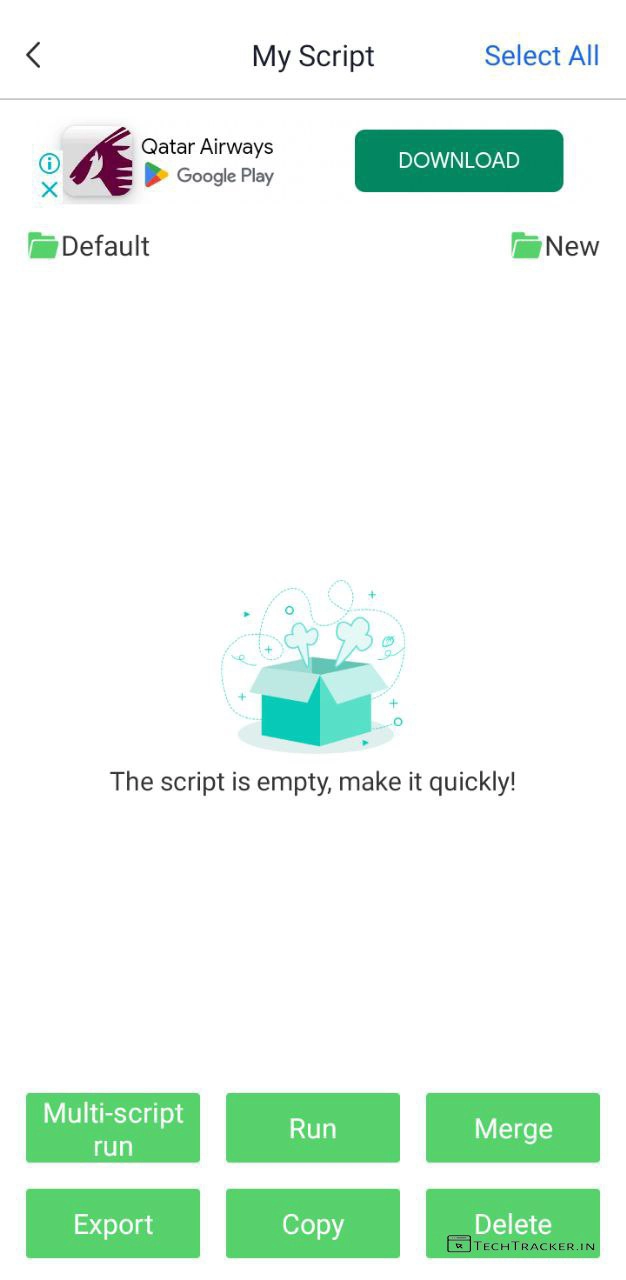 My Script
Select All
Qatar Airways
Google Play
DOWNLOAD
Default
New
The script is empty, make it quickly!
Multi-script
run
Run
Merge
Export
Copy
Delete
TECHTRACKER.IN